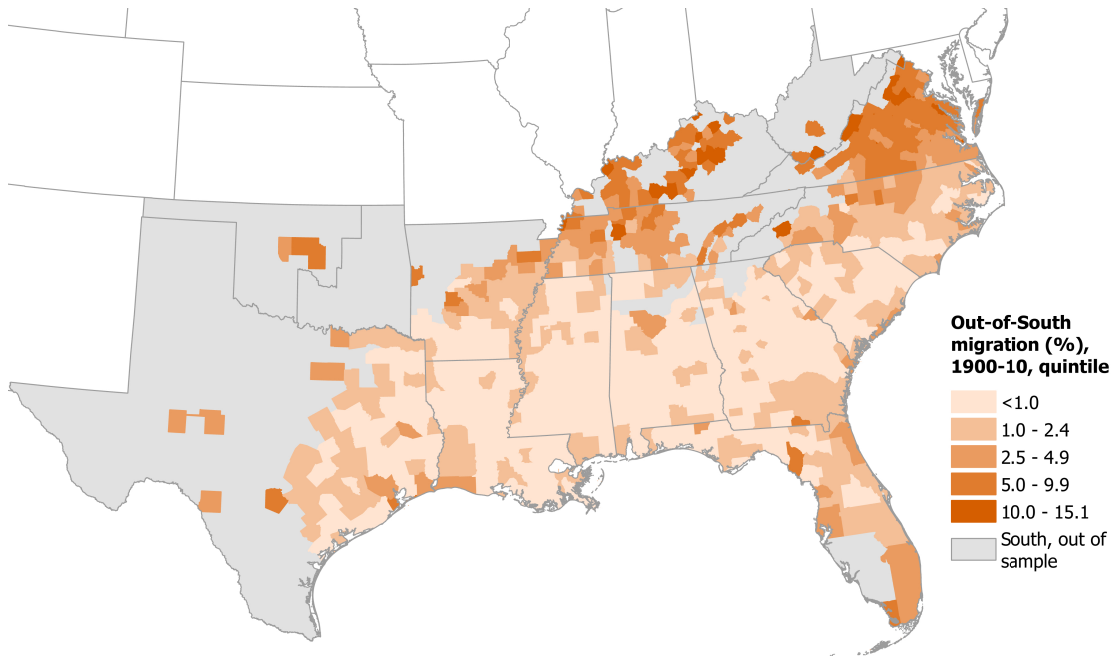 Out-of-South
migration (%),
1900-10, quintile
<1.0
1.0 - 2.4
2.5 - 4.9
5.0 - 9.9
10.0 - 15.1
South, out of
sample